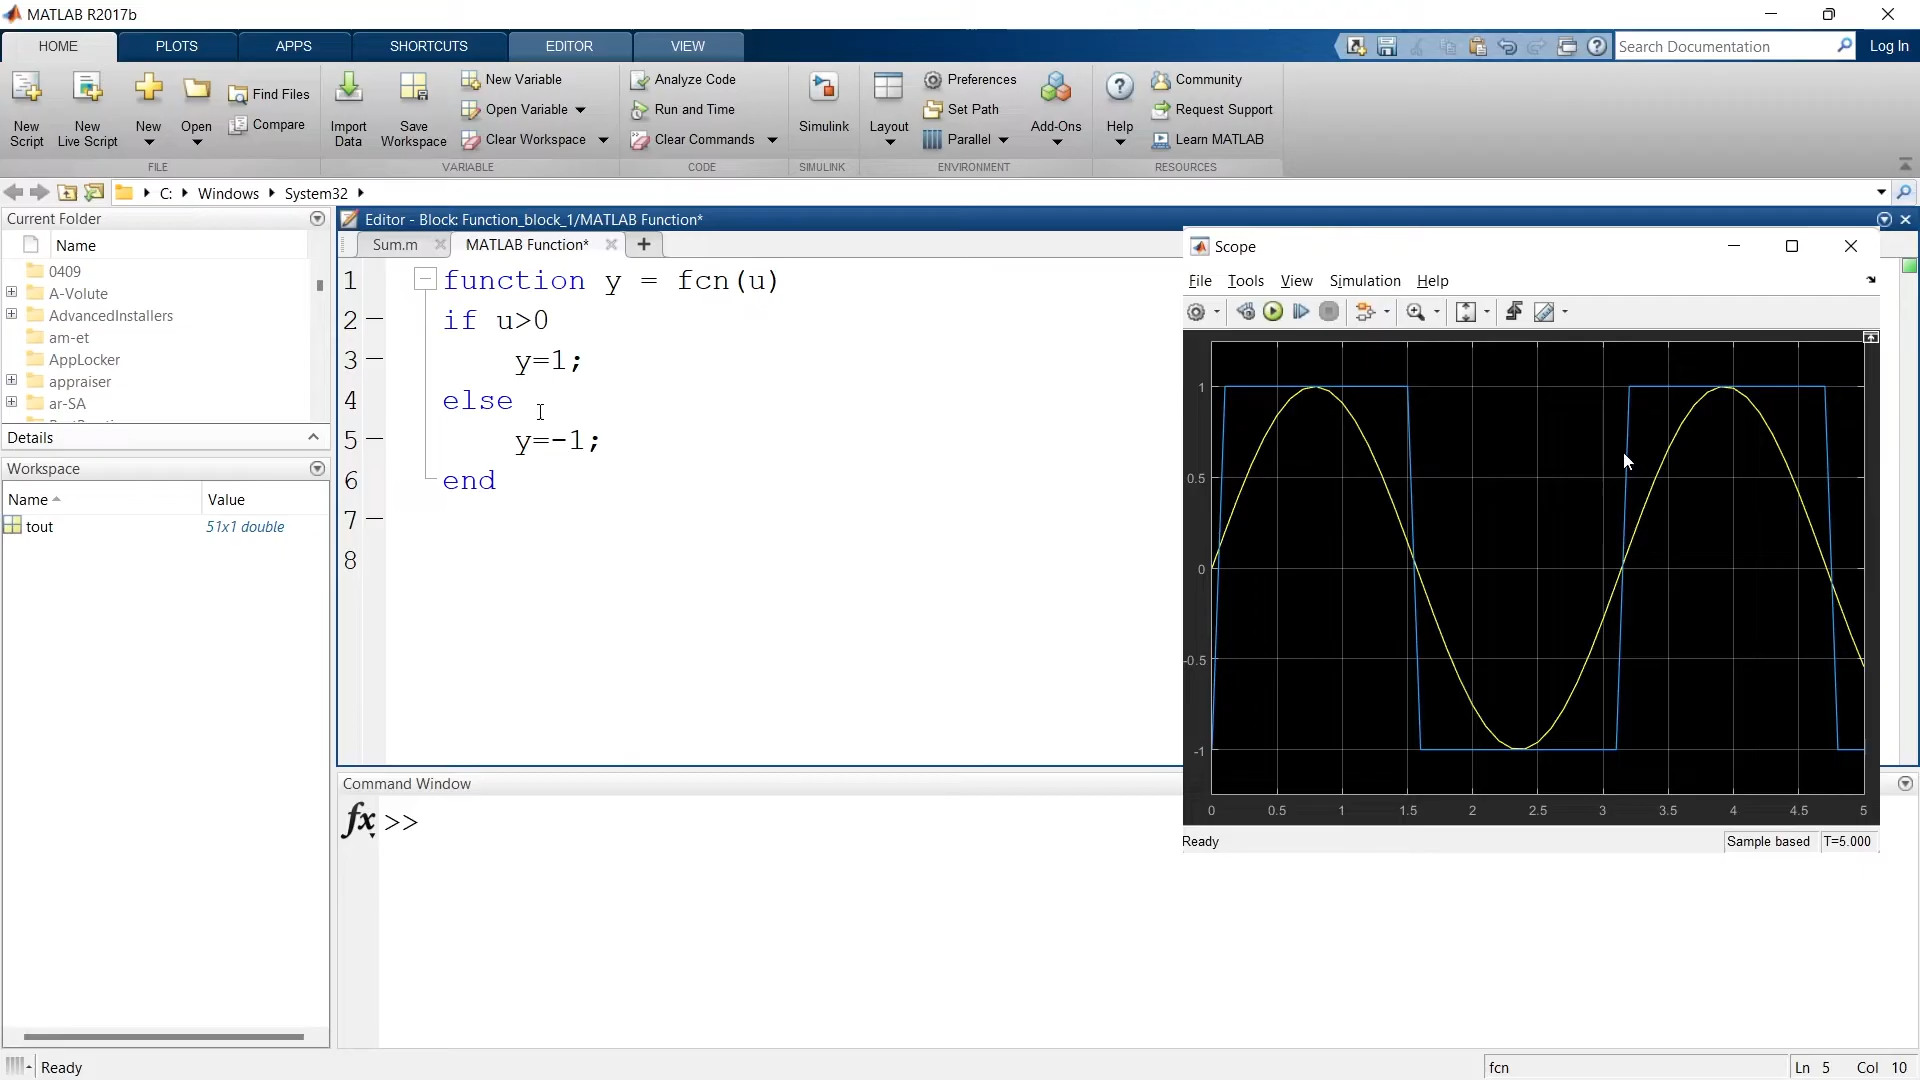 MATLAB R2017b
HOME PLOTS APPS SHORTCUTS EDITOR VIEW Search Documentation Log In
New Script
New Live Script
New
Open
Find Files
Compare
FILE
Import Data
Save Workspace
New Variable
Open Variable
Clear Workspace
VARIABLE
Analyze Code
Run and Time
Clear Commands
CODE
Simulink
SIMULINK
Layout
Preferences
Set Path
Parallel
Add-Ons
ENVIRONMENT
Help
Community
Request Support
Learn MATLAB
RESOURCES
C: Windows System32
Current Folder
Name
0409
A-Volute
AdvancedInstallers
am-et
AppLocker
appraiser
ar-SA
Details
Workspace
Name Value
tout 51x1 double
Editor - Block: Function_block_1/MATLAB Function*
Sum.m MATLAB Function*
1 function y = fcn(u)
2 if u>0
3 y=1;
4 else
5 y=-1;
6 end
7
8
Command Window
fx >>
Scope
File Tools View Simulation Help
1
0.5
0
-0.5
-1
0 0.5 1 1.5 2 2.5 3 3.5 4 4.5 5
Ready Sample based T=5.000
Ready fcn Ln 5 Col 10